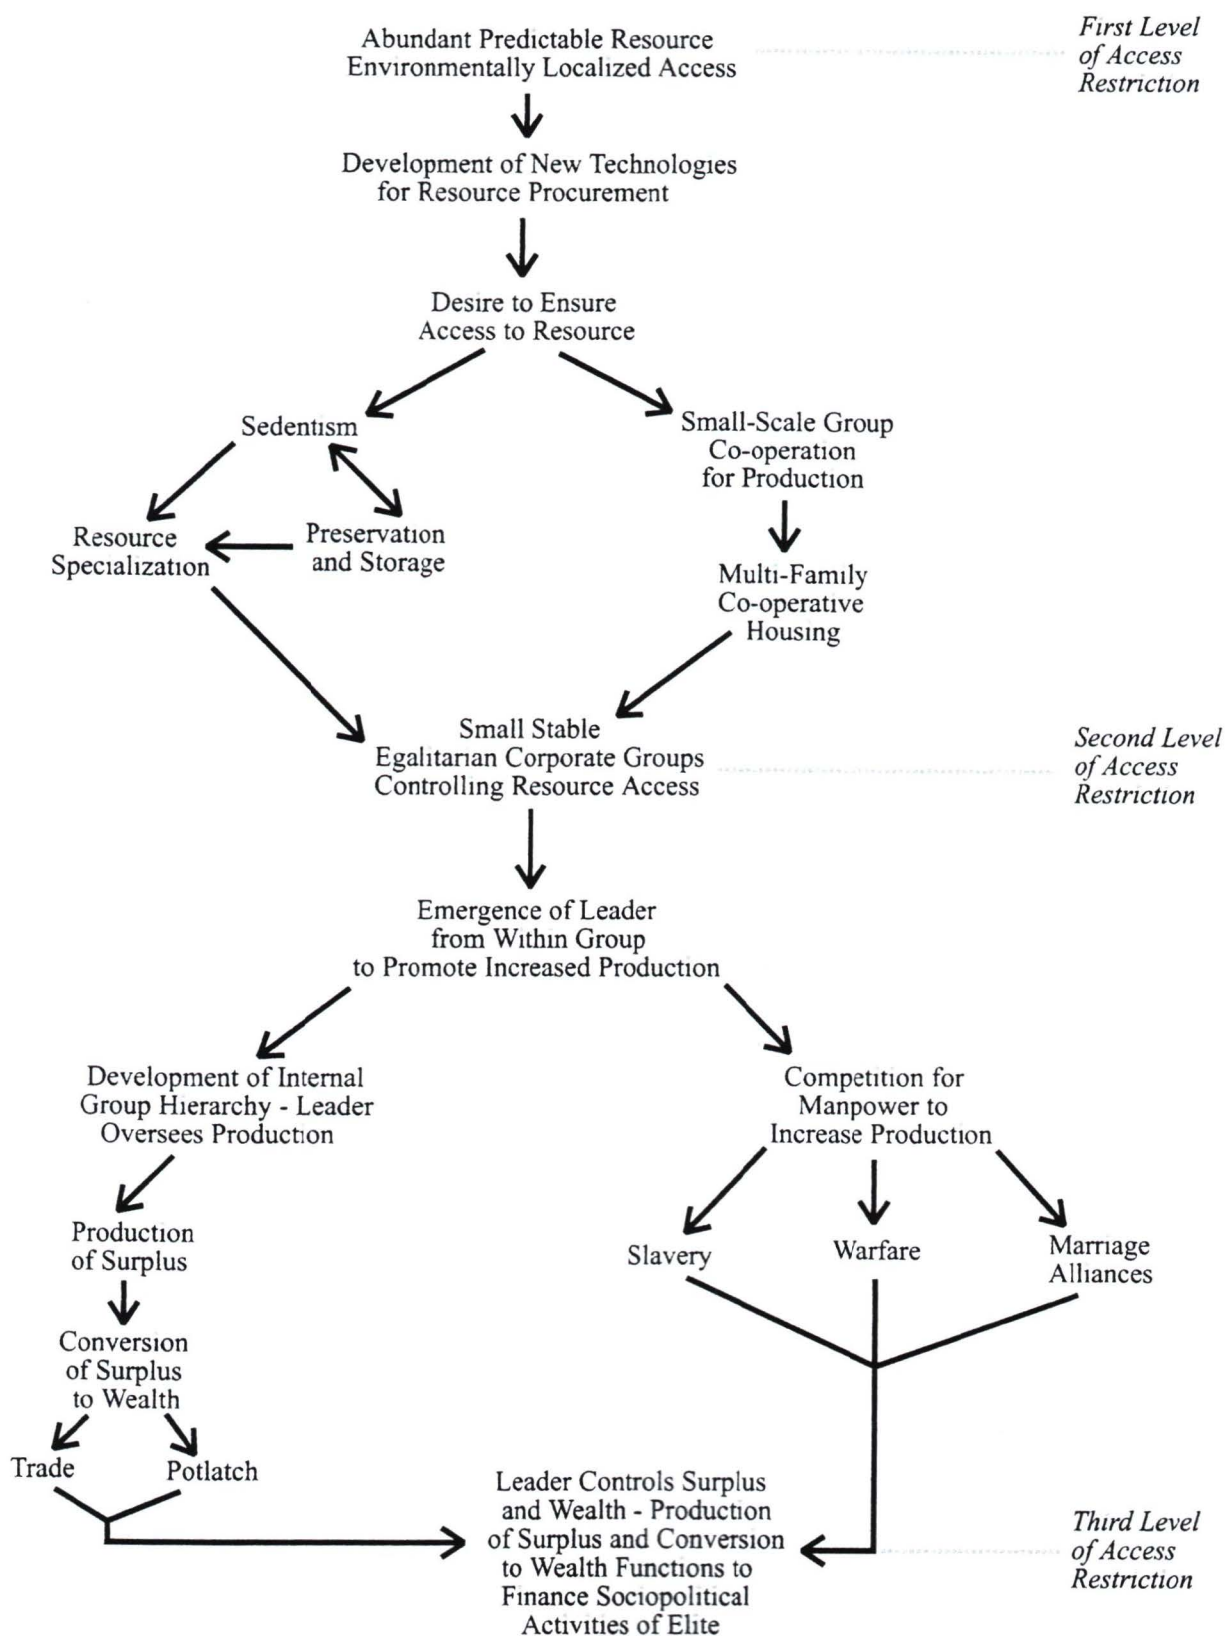 Abundant Predictable Resource
Environmentally Localized Access
First Level
of Access
Restriction
Development of New Technologies
for Resource Procurement
Desire to Ensure
Access to Resource
Sedentism
Small-Scale Group
Co-operation
for Production
Resource
Specialization
Preservation
and Storage
Multi-Family
Co-operative
Housing
Small Stable
Egalitarian Corporate Groups
Controlling Resource Access
Second Level
of Access
Restriction
Emergence of Leader
from Within Group
to Promote Increased Production
Development of Internal
Group Hierarchy - Leader
Oversees Production
Competition for
Manpower to
Increase Production
Production
of Surplus
Slavery
Warfare
Marriage
Alliances
Conversion
of Surplus
to Wealth
Trade
Potlatch
Leader Controls Surplus
and Wealth - Production
of Surplus and Conversion
to Wealth Functions to
Finance Sociopolitical
Activities of Elite
Third Level
of Access
Restriction